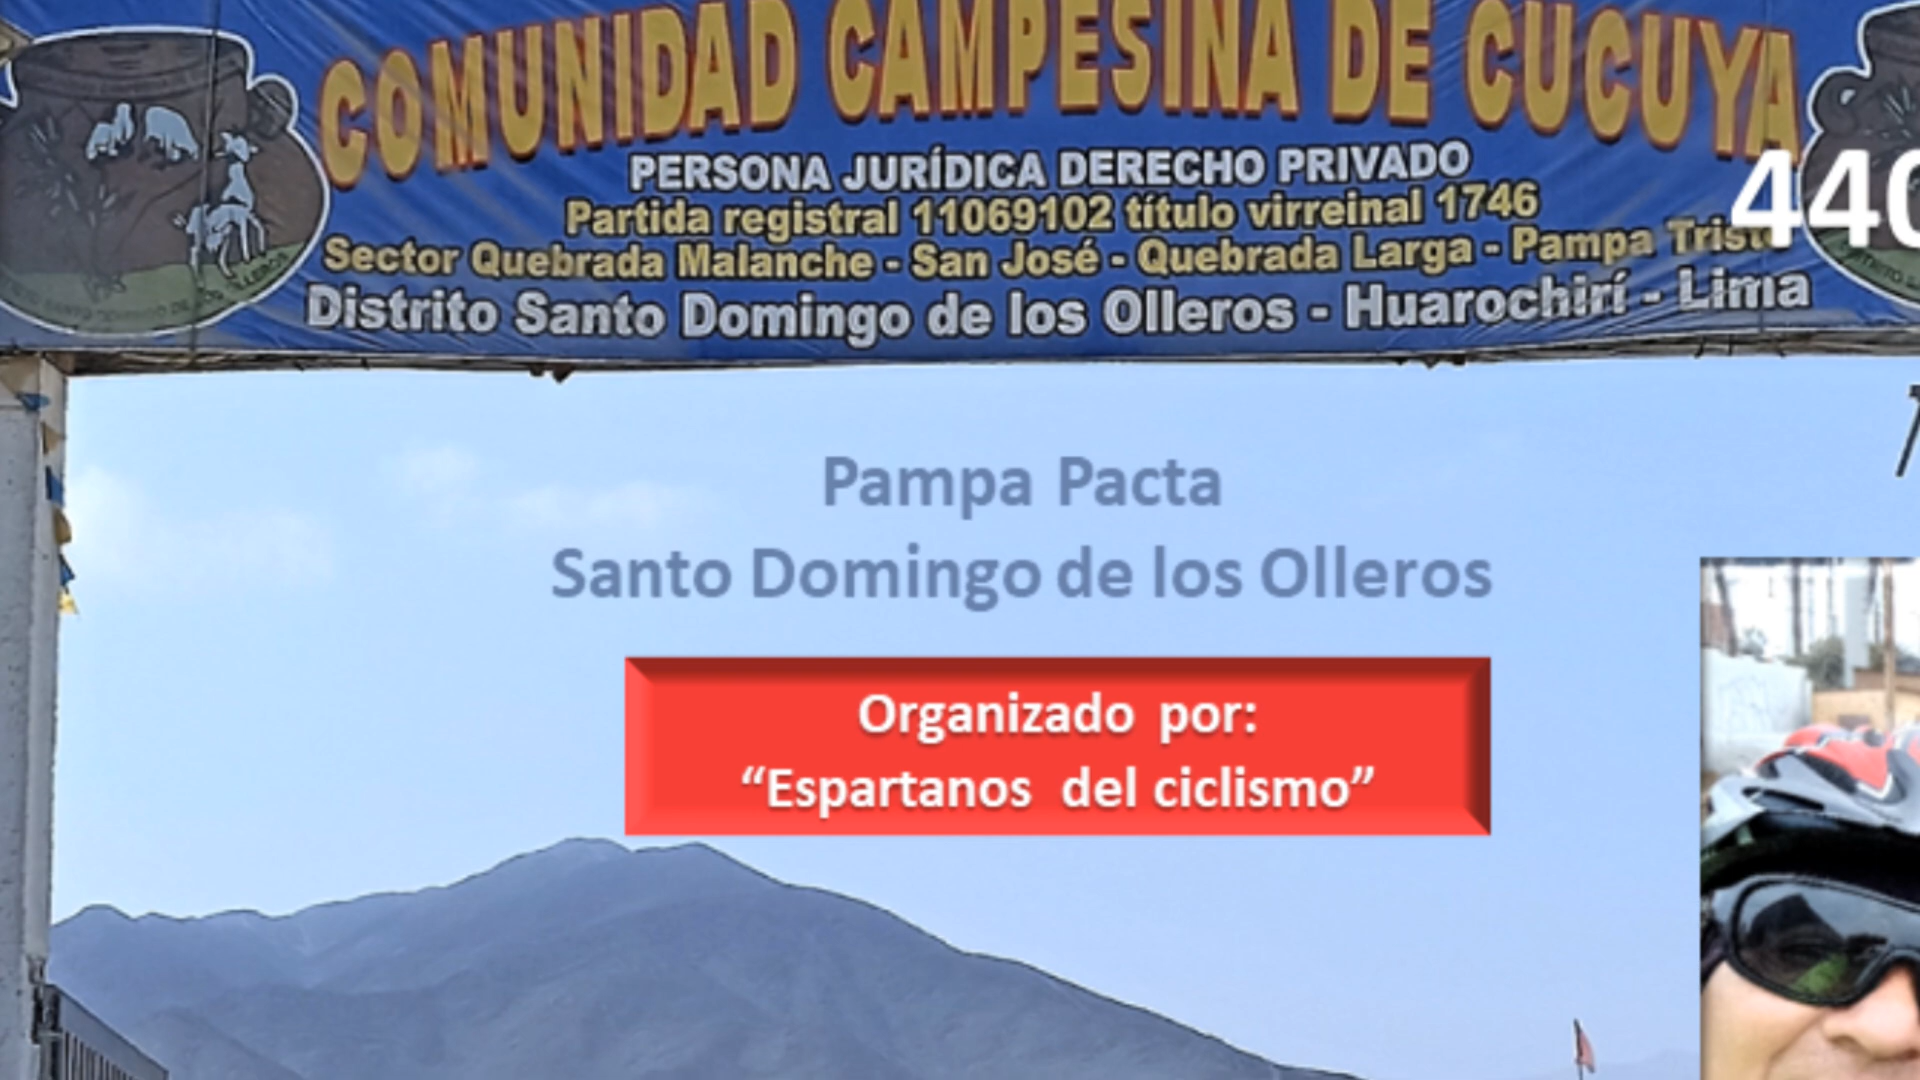 COMUNIDAD CAMPESINA DE CUCUYA
PERSONA JURÍDICA DERECHO PRIVADO
Partida registral 11069102 título virreinal 1746
Sector Quebrada Malanche - San José - Quebrada Larga - Pampa Triste
Distrito Santo Domingo de los Olleros - Huarochirí - Lima
440
Pampa Pacta
Santo Domingo de los Olleros
Organizado por:
“Espartanos del ciclismo”